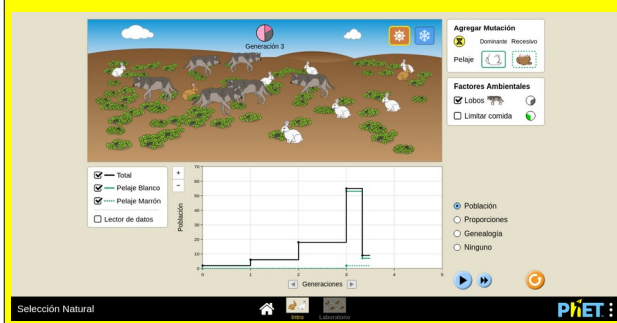 Generación 3
Agregar Mutación
Dominante Recesivo
Pelaje
Factores Ambientales
Lobos
Limitar comida
Total
Pelaje Blanco
Pelaje Marrón
Lector de datos
+
−
Población
70
60
50
40
30
20
10
0
0 1 2 3 4 5
Generaciones
Población
Proporciones
Genealogía
Ninguno
Selección Natural
Intro
Laboratorio
PhET